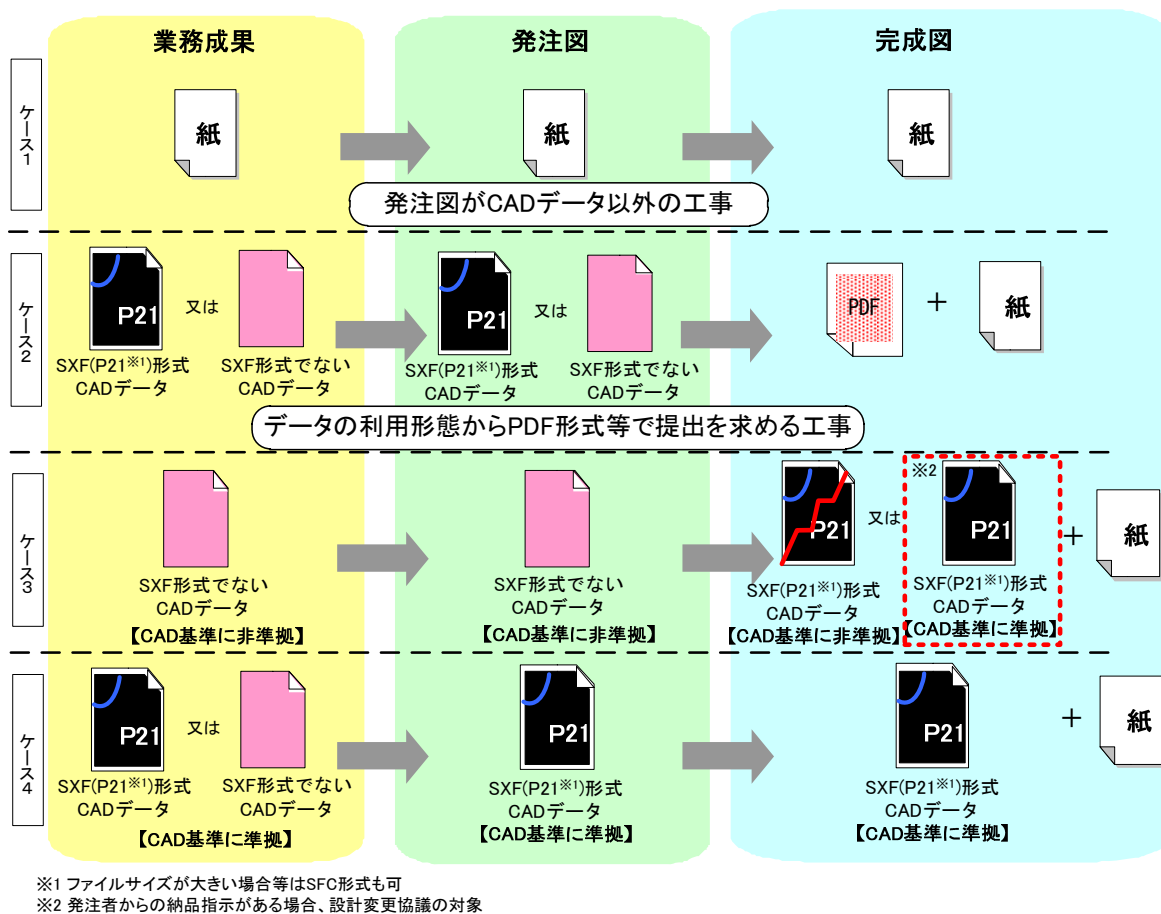 業務成果
発注図
完成図
ケース1
紙
紙
紙
発注図がCADデータ以外の工事
ケース2
P21
又は
P21
又は
PDF
+
紙
SXF(P21※1)形式
CADデータ
SXF形式でない
CADデータ
SXF(P21※1)形式
CADデータ
SXF形式でない
CADデータ
データの利用形態からPDF形式等で提出を求める工事
ケース3
SXF形式でない
CADデータ
【CAD基準に非準拠】
SXF形式でない
CADデータ
【CAD基準に非準拠】
P21
又は
※2
P21
+
紙
SXF(P21※1)形式
CADデータ
【CAD基準に非準拠】
SXF(P21※1)形式
CADデータ
【CAD基準に準拠】
ケース4
P21
又は
SXF(P21※1)形式
CADデータ
SXF形式でない
CADデータ
【CAD基準に準拠】
P21
SXF(P21※1)形式
CADデータ
【CAD基準に準拠】
P21
+
紙
SXF(P21※1)形式
CADデータ
【CAD基準に準拠】
※1 ファイルサイズが大きい場合等はSFC形式も可
※2 発注者からの納品指示がある場合、設計変更協議の対象